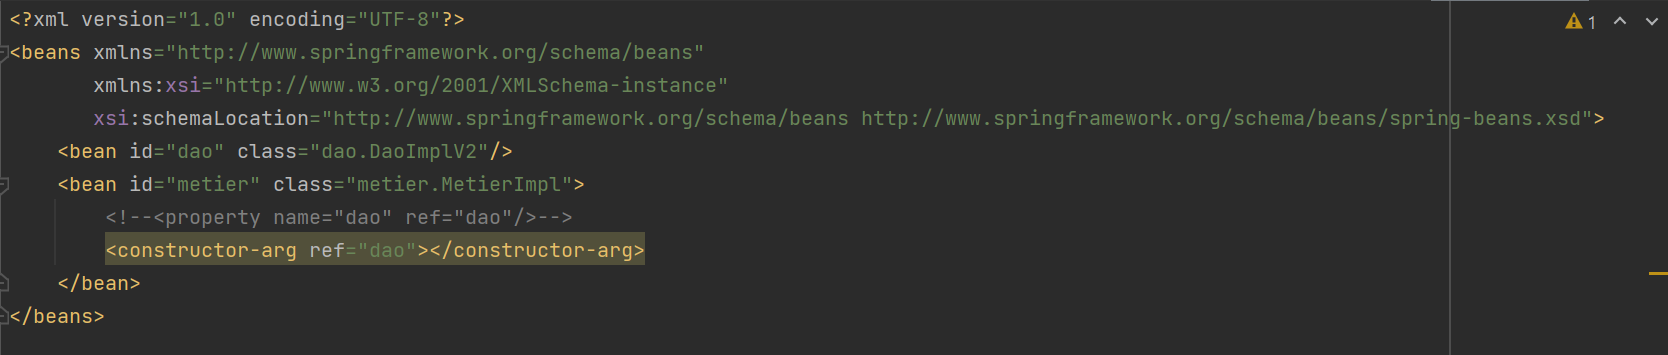 <?xml version="1.0" encoding="UTF-8"?>
1
<beans xmlns="http://www.springframework.org/schema/beans"
       xmlns:xsi="http://www.w3.org/2001/XMLSchema-instance"
       xsi:schemaLocation="http://www.springframework.org/schema/beans http://www.springframework.org/schema/beans/spring-beans.xsd">
    <bean id="dao" class="dao.DaoImplV2"/>
    <bean id="metier" class="metier.MetierImpl">
        <!--<property name="dao" ref="dao"/>-->
        <constructor-arg ref="dao"></constructor-arg>
    </bean>
</beans>